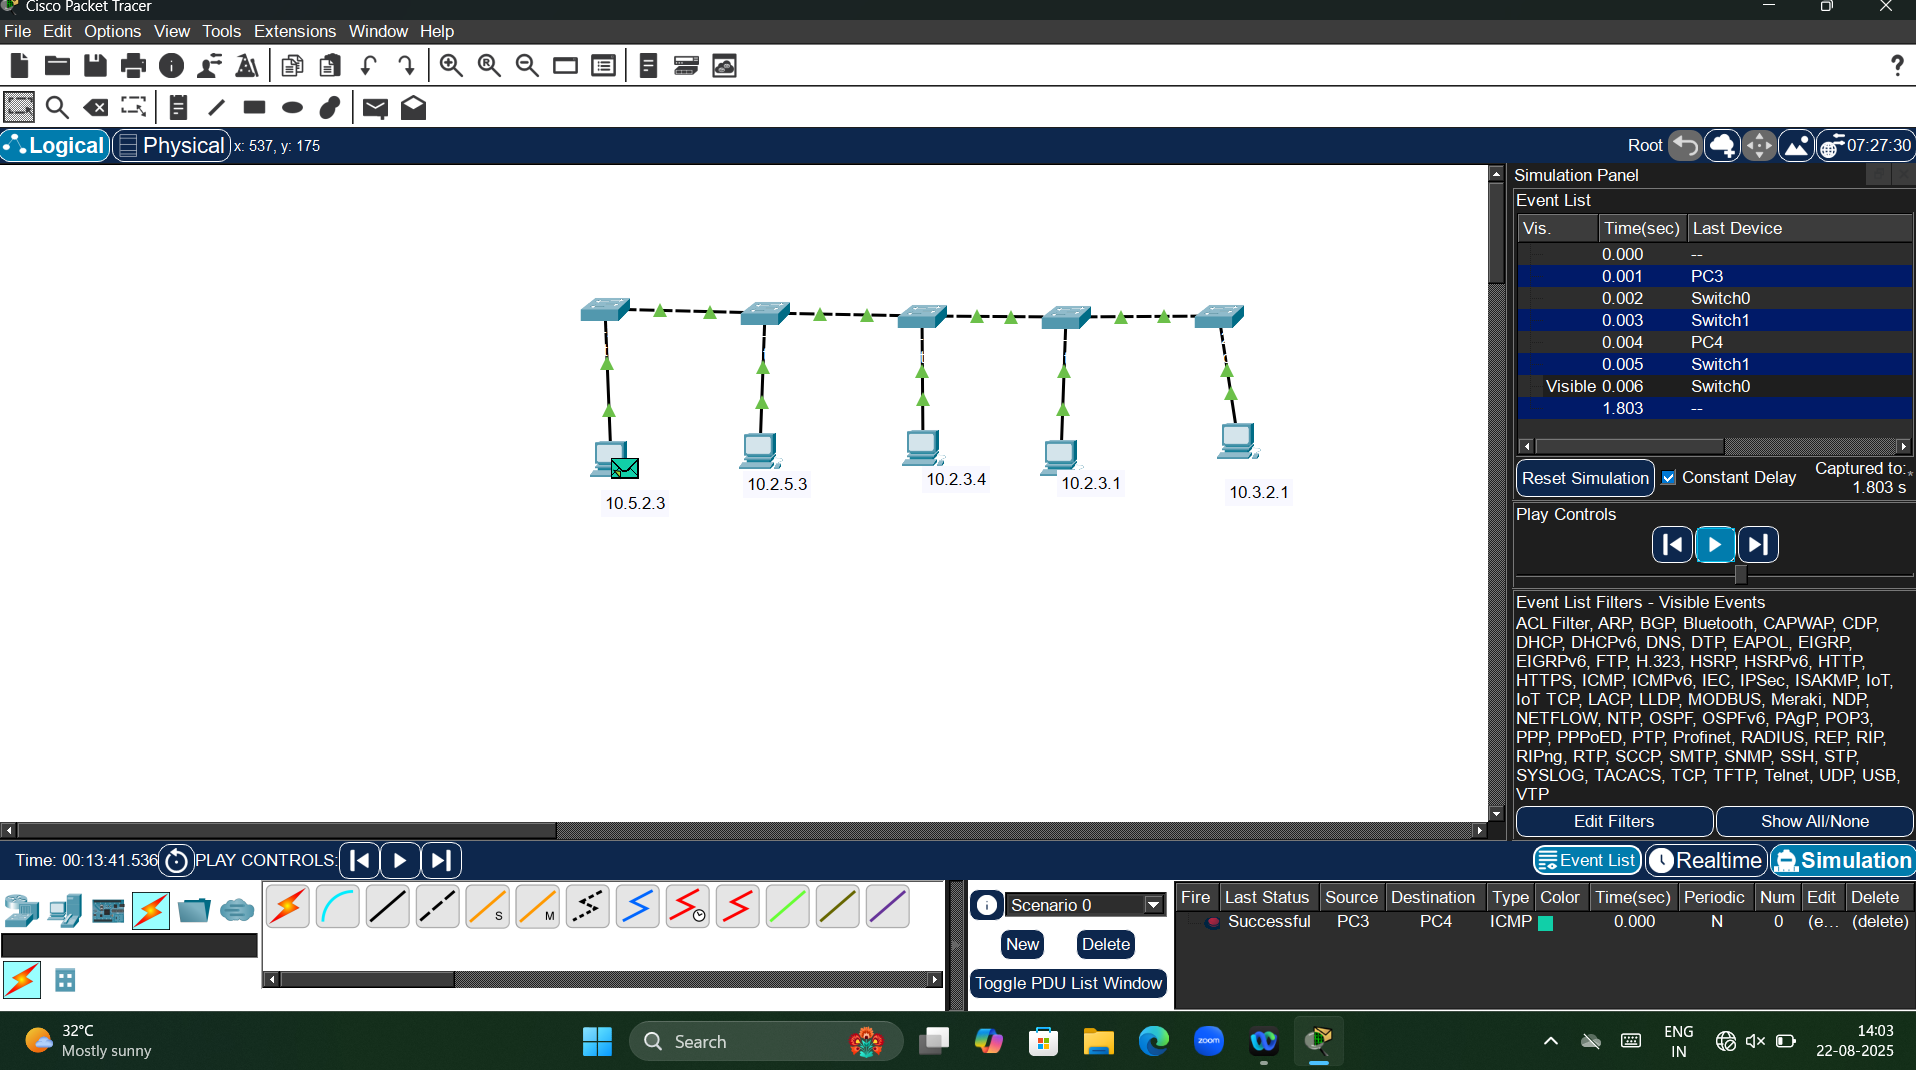 Cisco Packet Tracer
File Edit Options View Tools Extensions Window Help
?
Logical Physical x: 537, y: 175 Root 07:27:30
Simulation Panel
Event List
Vis. Time(sec) Last Device
0.000 --
0.001 PC3
0.002 Switch0
0.003 Switch1
0.004 PC4
0.005 Switch1
Visible 0.006 Switch0
1.803 --
Reset Simulation Constant Delay Captured to: *
1.803 s
10.5.2.3
10.2.5.3
10.2.3.4
10.2.3.1
10.3.2.1
Play Controls
Event List Filters - Visible Events
ACL Filter, ARP, BGP, Bluetooth, CAPWAP, CDP,
DHCP, DHCPv6, DNS, DTP, EAPOL, EIGRP,
EIGRPv6, FTP, H.323, HSRP, HSRPv6, HTTP,
HTTPS, ICMP, ICMPv6, IEC, IPSec, ISAKMP, IoT,
IoT TCP, LACP, LLDP, MODBUS, Meraki, NDP,
NETFLOW, NTP, OSPF, OSPFv6, PAgP, POP3,
PPP, PPPoED, PTP, Profinet, RADIUS, REP, RIP,
RIPng, RTP, SCCP, SMTP, SNMP, SSH, STP,
SYSLOG, TACACS, TCP, TFTP, Telnet, UDP, USB,
VTP
Edit Filters Show All/None
Time: 00:13:41.536 PLAY CONTROLS: Event List Realtime Simulation
S M
Scenario 0
New Delete
Toggle PDU List Window
Fire Last Status Source Destination Type Color Time(sec) Periodic Num Edit Delete
Successful PC3 PC4 ICMP 0.000 N 0 (e... (delete)
32°C
Mostly sunny
Search
zoom
ENG
IN
14:03
22-08-2025